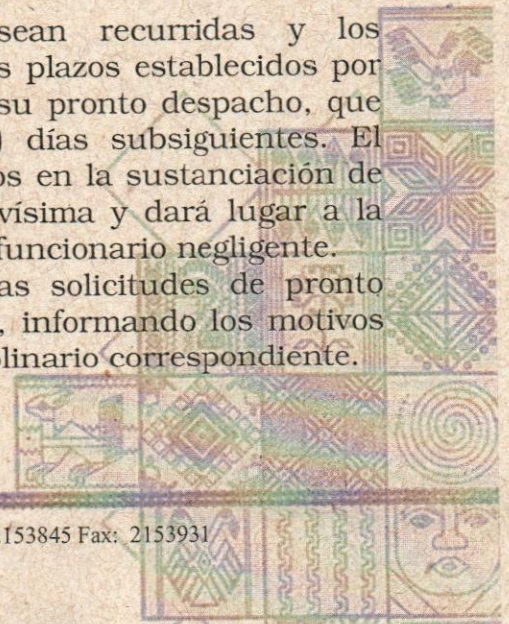 sean recurridas y los
s plazos establecidos por
su pronto despacho, que
) días subsiguientes. El
os en la sustanciación de
vísima y dará lugar a la
funcionario negligente.
as solicitudes de pronto
, informando los motivos
linario correspondiente.
153845 Fax: 2153931